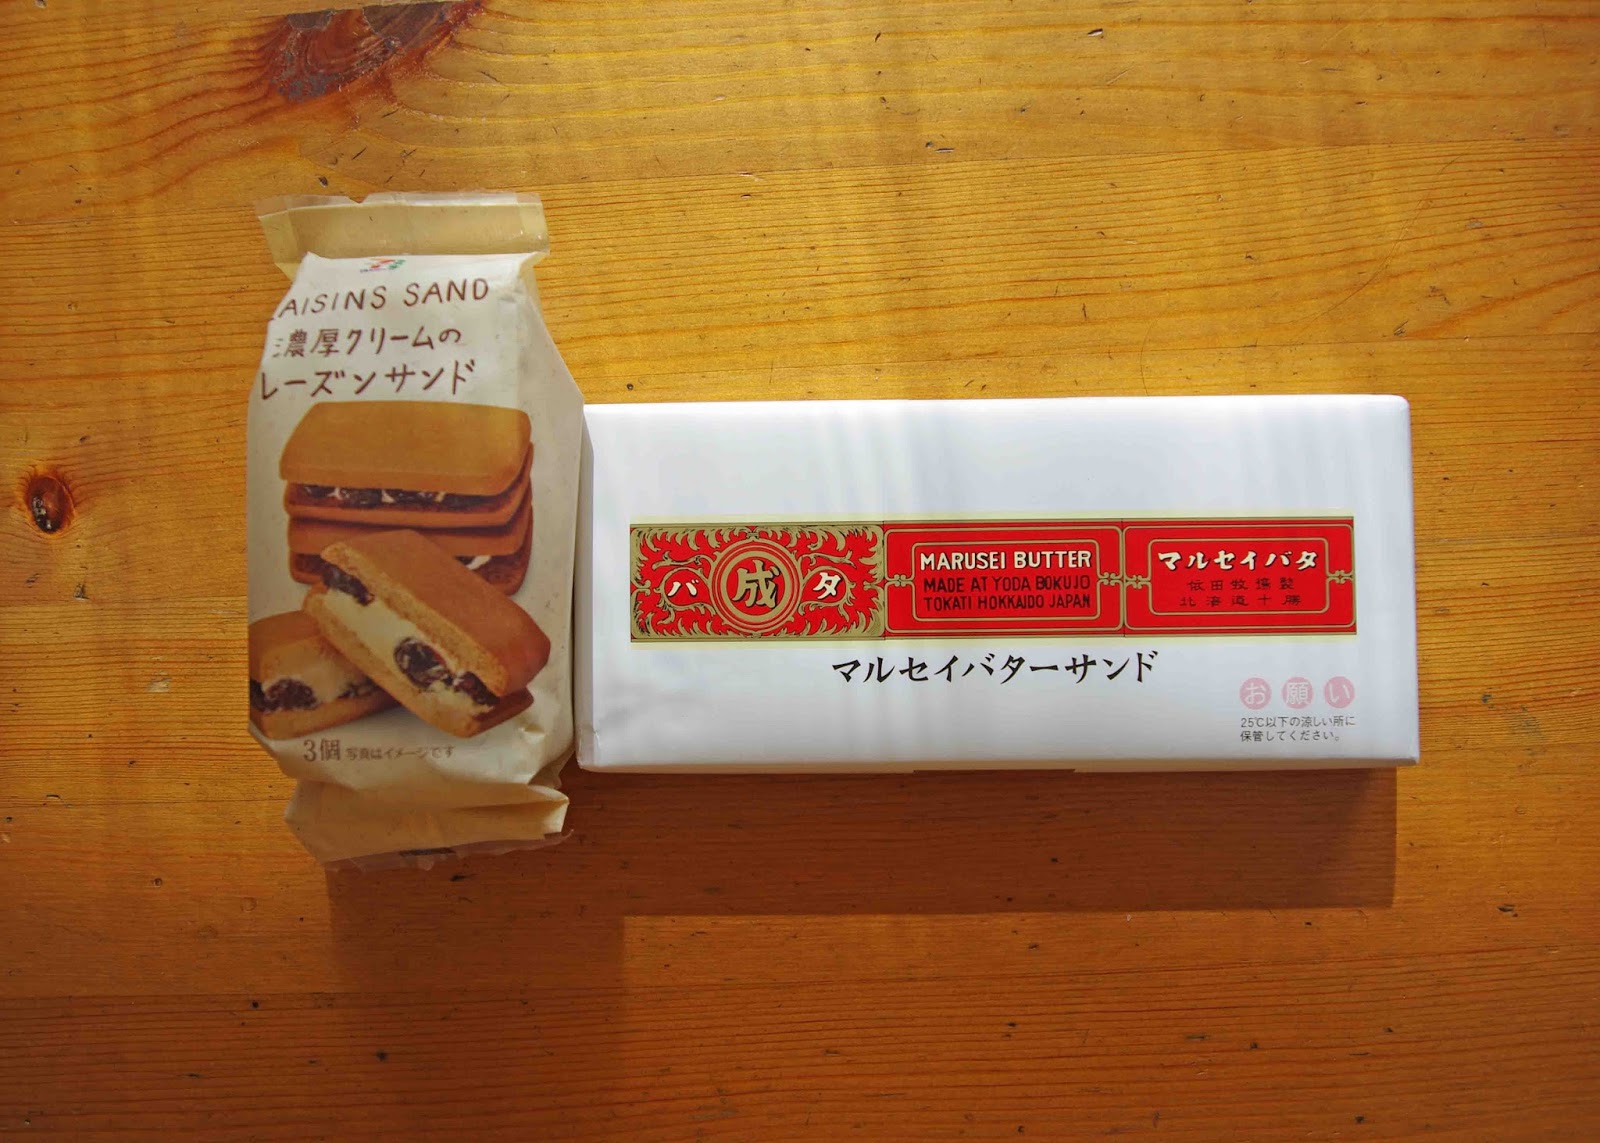 AISINS SAND
濃厚クリームの
レーズンサンド
3個 写真はイメージです
バ 成 タ
MARUSEI BUTTER
MADE AT YODA BOKUJO
TOKATI HOKKAIDO JAPAN
マルセイバタ
依田牧塲製
北海道十勝
マルセイバターサンド
お願い
25℃以下の涼しい所に
保管してください。